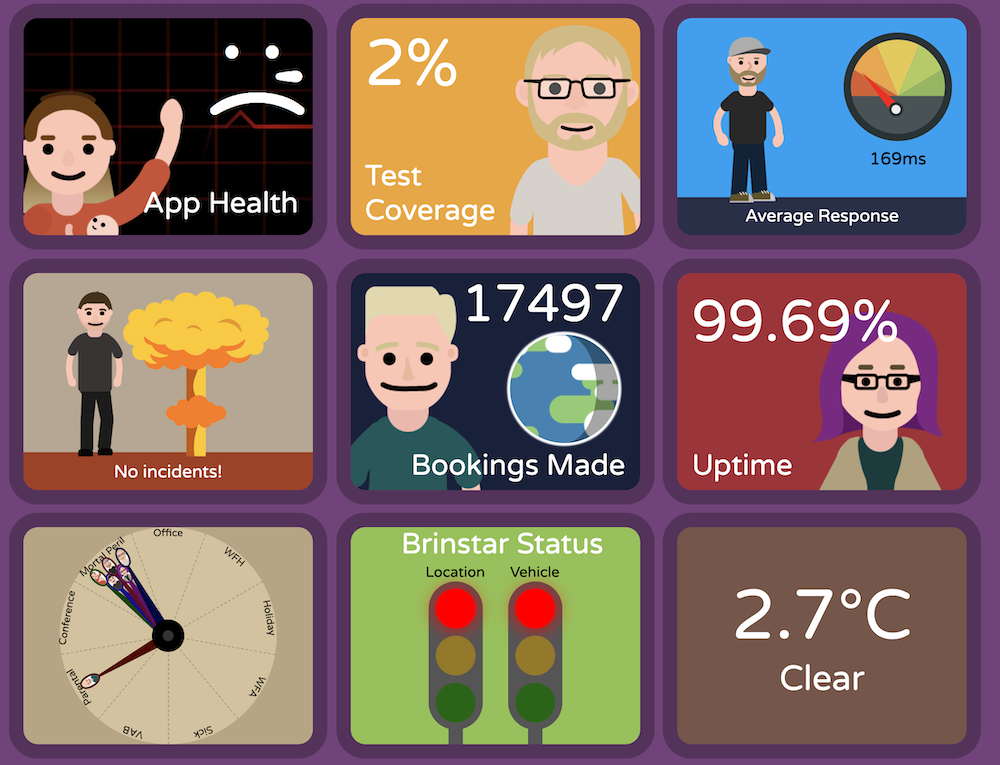 App Health
2%
Test
Coverage
169ms
Average Response
No incidents!
17497
Bookings Made
99.69%
Uptime
Office
WFH
Holiday
WFA
Sick
VAB
Parental
Conference
Mortal Peril
Brinstar Status
Location Vehicle
2.7°C
Clear